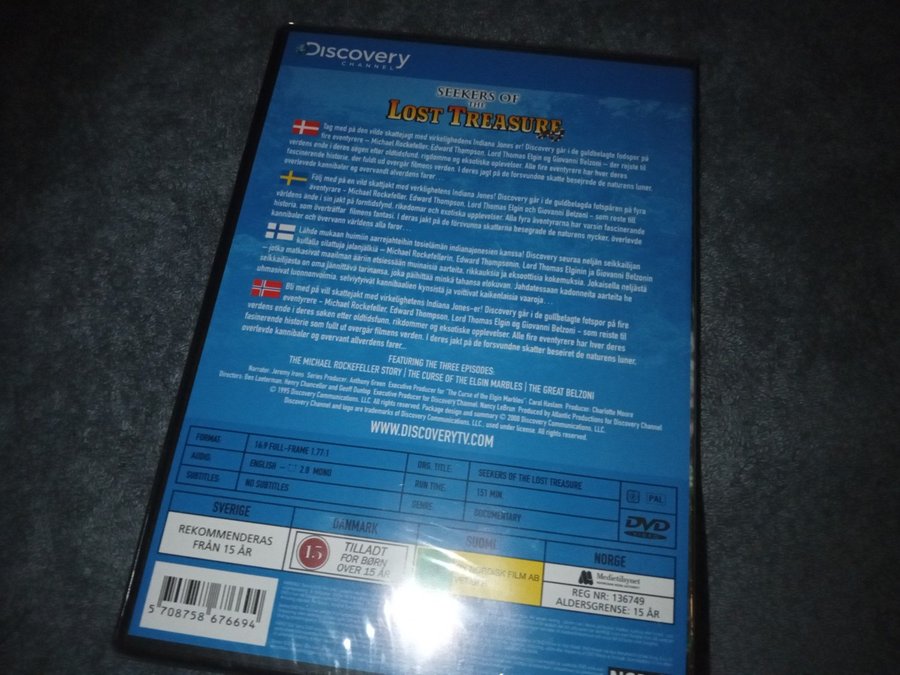 Discovery
CHANNEL
SEEKERS OF
THE
LOST TREASURE
Tag med på den vilde skattejagt med virkelighedens Indiana Jones'er! Discovery går i de guldbelagte fodspor på
fire eventyrere – Michael Rockefeller, Edward Thompson, Lord Thomas Elgin og Giovanni Belzoni – der rejste til
verdens ende i deres søgen efter oldtidsfund, rigdomme og eksotiske oplevelser. Alle fire eventyrere har hver deres
fascinerende historie, der fuldt ud overgår filmens verden. I deres jagt på de forsvundne skatte besejrede de naturens luner,
overlevede kannibaler og overvandt alverdens farer . . .
Följ med på en vild skattjakt med verklighetens Indiana Jones! Discovery går i de guldbelagda fotspåren på fyra
äventyrare – Michael Rockefeller, Edward Thompson, Lord Thomas Elgin och Giovanni Belzoni – som reste till
världens ände i sin jakt på forntidsfynd, rikedomar och exotiska upplevelser. Alla fyra äventyrarna har varsin fascinerande
historia, som överträffar filmens fantasi. I deras jakt på de försvunna skatterna besegrade de naturens nycker, överlevde
kannibaler och övervann världens alla faror . . .
Lähde mukaan huimiin aarrejahteihin tosielämän indianajonesien kanssa! Discovery seuraa neljän seikkailijan
kullalla silattuja jalanjälkiä – Michael Rockefellerin, Edward Thompsonin, Lord Thomas Elginin ja Giovanni Belzonin
– jotka matkasivat maailman ääriin etsiessään muinaisia aarteita, rikkauksia ja eksoottisia kokemuksia. Jokaisella neljästä
seikkailijasta on oma jännittävä tarinansa, joka päihittää minkä tahansa elokuvan. Jahdatessaan kadonneita aarteita he
uhmasivat luonnonvoimia, selviytyivät kannibaalien kynsistä ja voittivat kaikenlaisia vaaroja . . .
Bli med på vill skattejakt med virkelighetens Indiana Jones-er! Discovery går i de gullbelagte fotspor på fire
eventyrere – Michael Rockefeller, Edward Thompson, Lord Thomas Elgin og Giovanni Belzoni – som reiste til
verdens ende i deres søken efter oldtidsfunn, rikdommer og eksotiske opplevelser. Alle fire eventyrere har hver deres
fasinerende historie som fullt ut overgår filmens verden. I deres jakt på de forsvundne skatter beseiret de naturens luner,
overlevde kannibaler og overvant allverdens farer...
FEATURING THE THREE EPISODES:
THE MICHAEL ROCKEFELLER STORY | THE CURSE OF THE ELGIN MARBLES | THE GREAT BELZONI
Narrator: Jeremy Irons Series Producer, Anthony Green Executive Producer for "The Curse of the Elgin Marbles" Carol Haslam Producer, Charlotte Moore
Directors: Ben Loeterman, Henry Chancellor and Geoff Dunlop Executive Producer for Discovery Channel, Nancy LeBrun Produced by Atlantic Productions for Discovery Channel
© 1995 Discovery Communications, LLC. All rights reserved. Package design and summary © 2008 Discovery Communications, LLC.
Discovery Channel and logo are trademarks of Discovery Communications, LLC., used under license. All rights reserved.
WWW.DISCOVERYTV.COM
FORMAT: 16:9 FULL-FRAME 1.77:1
AUDIO: ENGLISH – 2.0 MONO
SUBTITLES NO SUBTITLES
ORG. TITLE: SEEKERS OF THE LOST TREASURE
RUN TIME: 151 MIN.
GENRE: DOCUMENTARY
PAL
DVD
VIDEO
SVERIGE
REKOMMENDERAS
FRÅN 15 ÅR
DANMARK
15
TILLADT
FOR BØRN
OVER 15 ÅR
SUOMI
NORDISK FILM AB
NORGE
Medietilsynet
REG NR: 136749
ALDERSGRENSE: 15 ÅR
5 708758 676694